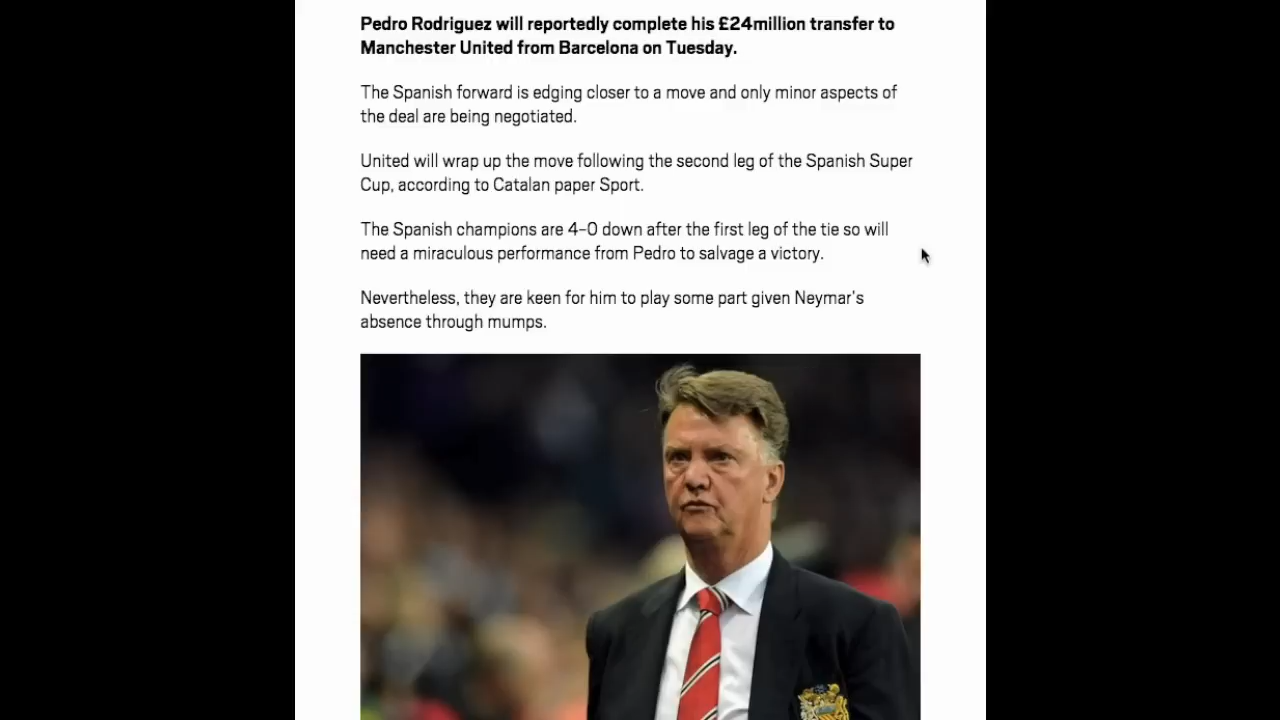 Pedro Rodriguez will reportedly complete his £24million transfer to
Manchester United from Barcelona on Tuesday.
The Spanish forward is edging closer to a move and only minor aspects of
the deal are being negotiated.
United will wrap up the move following the second leg of the Spanish Super
Cup, according to Catalan paper Sport.
The Spanish champions are 4-0 down after the first leg of the tie so will
need a miraculous performance from Pedro to salvage a victory.
Nevertheless, they are keen for him to play some part given Neymar's
absence through mumps.